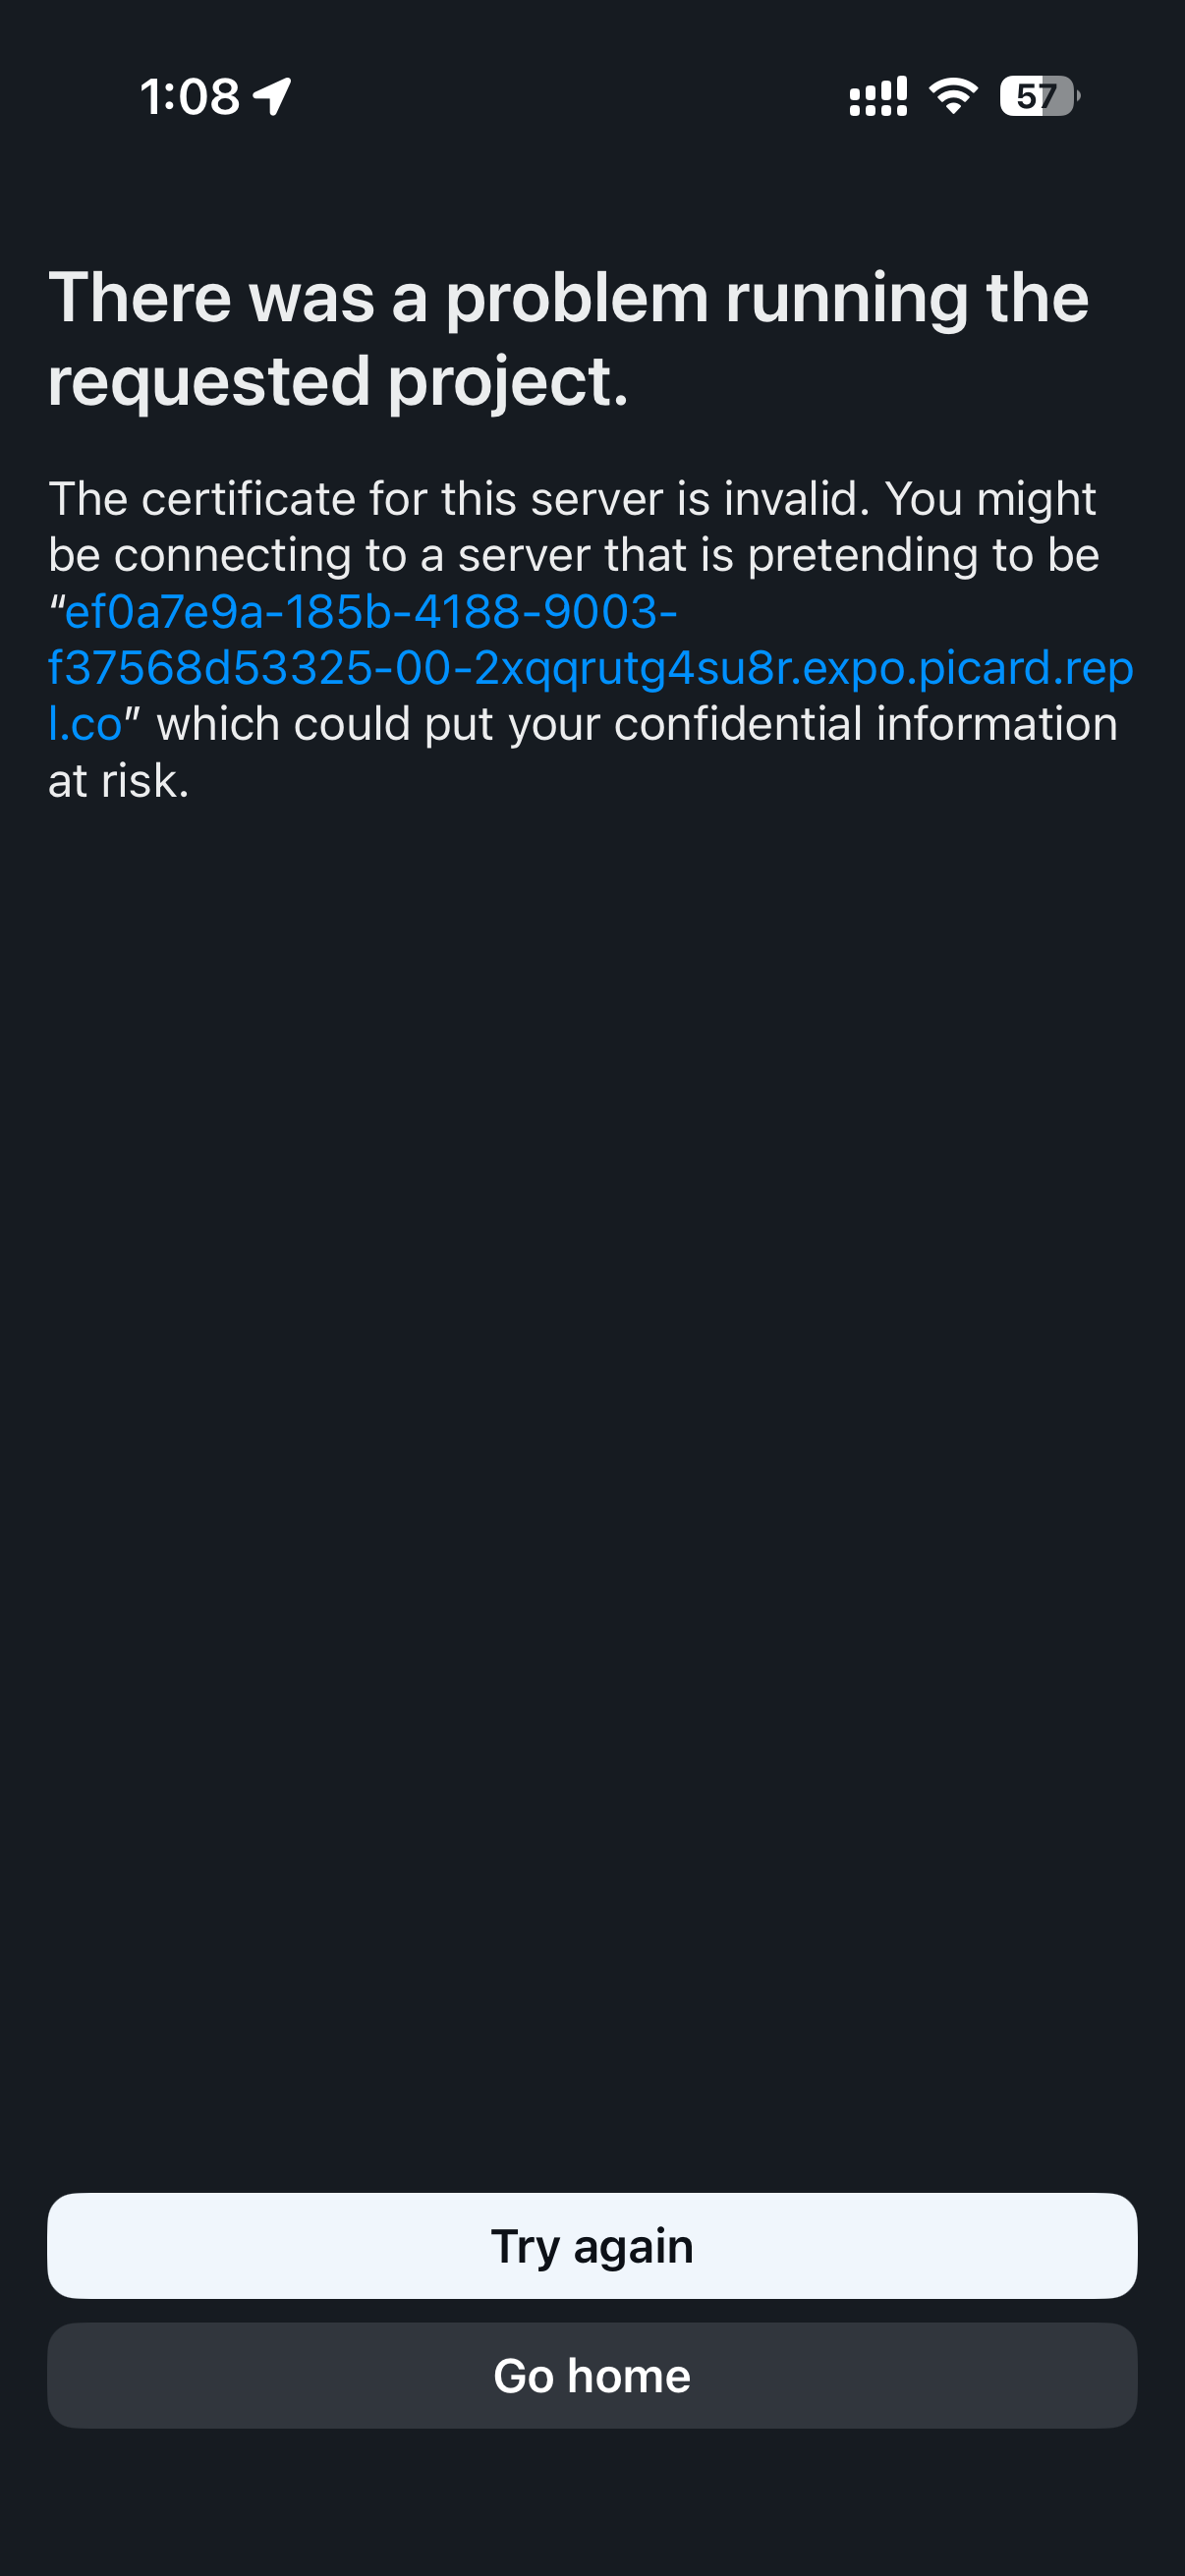 1:08
57
There was a problem running the
requested project.
The certificate for this server is invalid. You might
be connecting to a server that is pretending to be
“ef0a7e9a-185b-4188-9003-
f37568d53325-00-2xqqrutg4su8r.expo.picard.rep
l.co” which could put your confidential information
at risk.
Try again
Go home